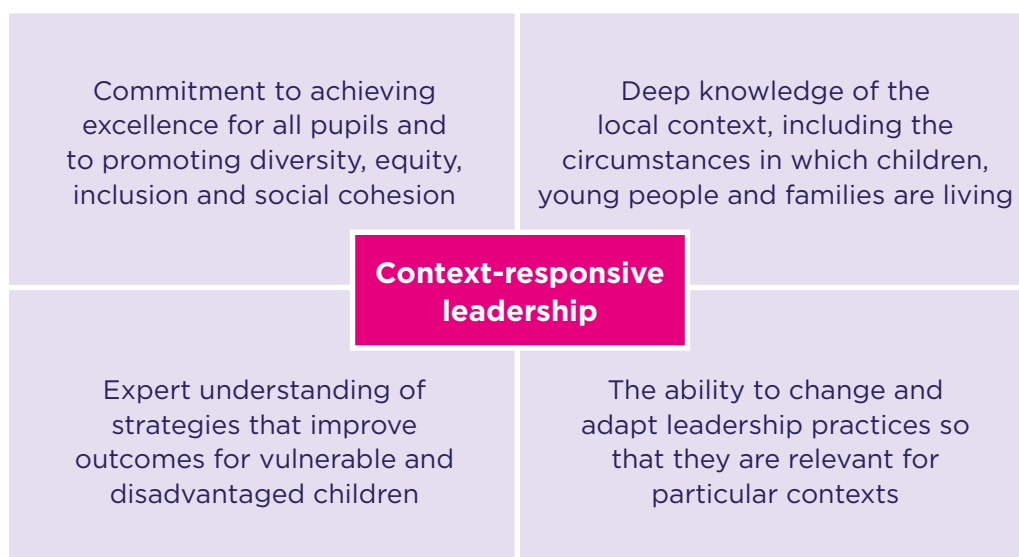 Commitment to achieving
excellence for all pupils and
to promoting diversity, equity,
inclusion and social cohesion
Deep knowledge of the
local context, including the
circumstances in which children,
young people and families are living
Context-responsive
leadership
Expert understanding of
strategies that improve
outcomes for vulnerable and
disadvantaged children
The ability to change and
adapt leadership practices so
that they are relevant for
particular contexts